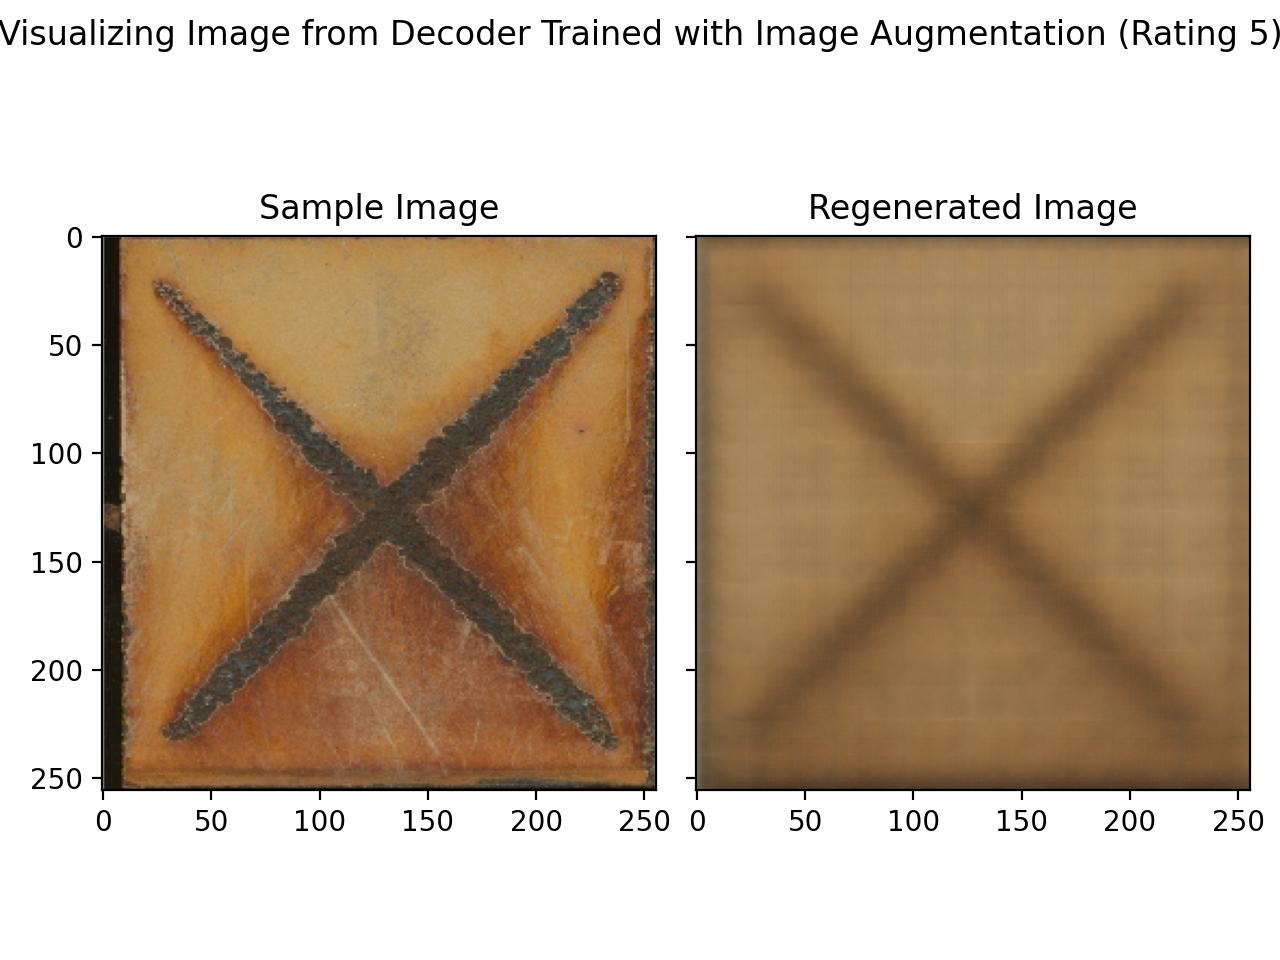 Visualizing Image from Decoder Trained with Image Augmentation (Rating 5)
Sample Image
Regenerated Image
0
50
100
150
200
250
0 50 100 150 200 250
0 50 100 150 200 250